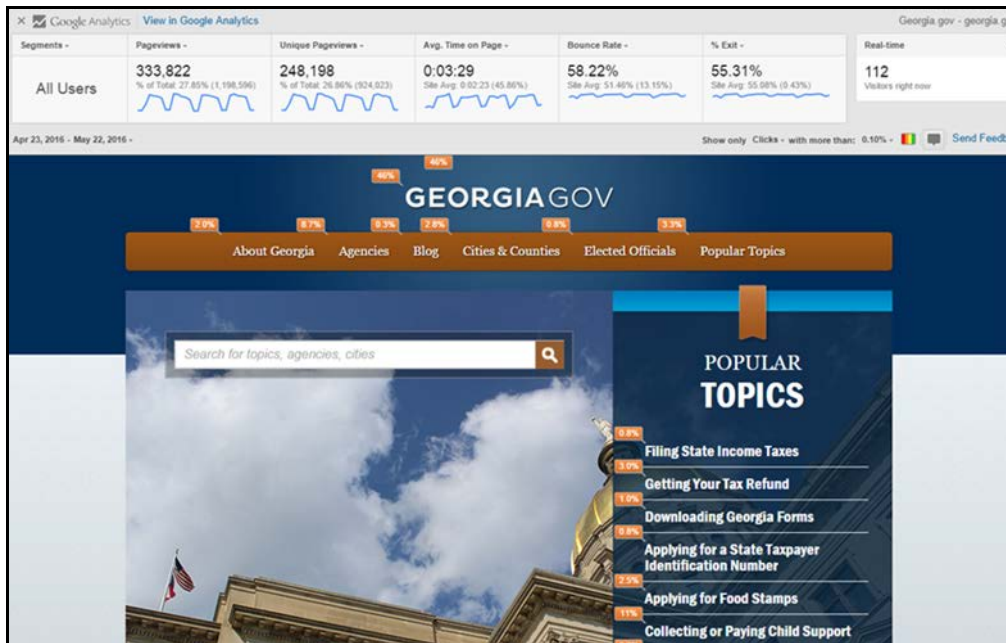 × Google Analytics View in Google Analytics Georgia.gov - georgia.g
Segments - Pageviews - Unique Pageviews - Avg. Time on Page - Bounce Rate - % Exit - Real-time
All Users 333,822 248,198 0:03:29 58.22% 55.31% 112
% of Total: 27.85% (1,198,596) % of Total: 26.86% (924,023) Site Avg: 0:02:23 (45.86%) Site Avg: 51.46% (13.15%) Site Avg: 55.08% (0.43%) Visitors right now
Apr 23, 2016 - May 22, 2016 - Show only Clicks - with more than: 0.10% - Send Feedb
46%
46%
GEORGIAGOV
2.0% 8.7% 0.3% 2.8% 0.8% 3.3%
About Georgia Agencies Blog Cities & Counties Elected Officials Popular Topics
Search for topics, agencies, cities
POPULAR
TOPICS
0.8%
Filing State Income Taxes
3.0%
Getting Your Tax Refund
1.0%
Downloading Georgia Forms
0.8%
Applying for a State Taxpayer
Identification Number
2.5%
Applying for Food Stamps
11%
Collecting or Paying Child Support